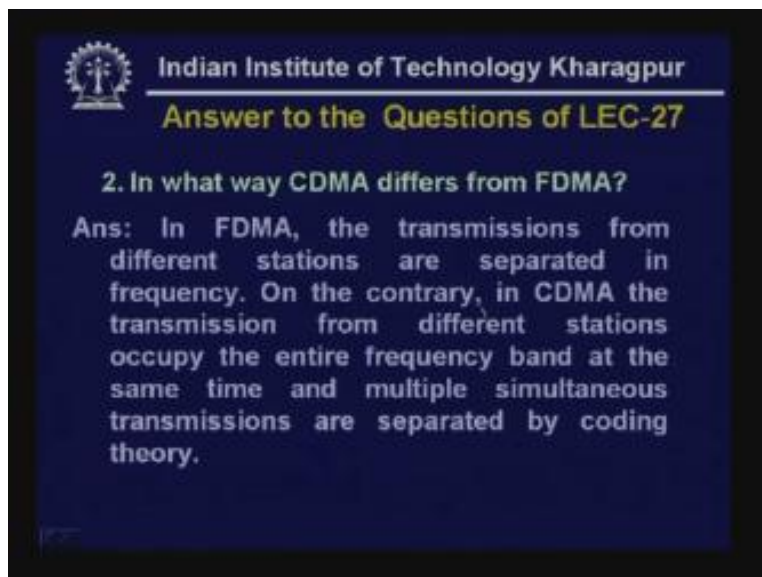 Indian Institute of Technology Kharagpur
Answer to the Questions of LEC-27
2. In what way CDMA differs from FDMA?
Ans: In FDMA, the transmissions from
different stations are separated in
frequency. On the contrary, in CDMA the
transmission from different stations
occupy the entire frequency band at the
same time and multiple simultaneous
transmissions are separated by coding
theory.